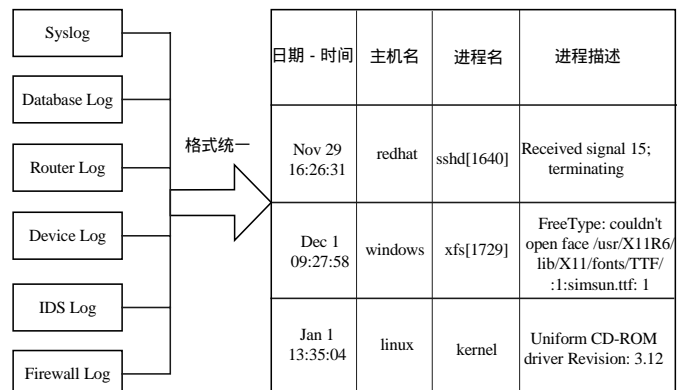 Syslog
Database Log
Router Log
Device Log
IDS Log
Firewall Log
格式统一
日期 - 时间 主机名 进程名 进程描述
Nov 29
16:26:31
redhat
sshd[1640]
Received signal 15;
terminating
Dec 1
09:27:58
windows
xfs[1729]
FreeType: couldn't
open face /usr/X11R6/
lib/X11/fonts/TTF/
:1:simsun.ttf: 1
Jan 1
13:35:04
linux
kernel
Uniform CD-ROM
driver Revision: 3.12